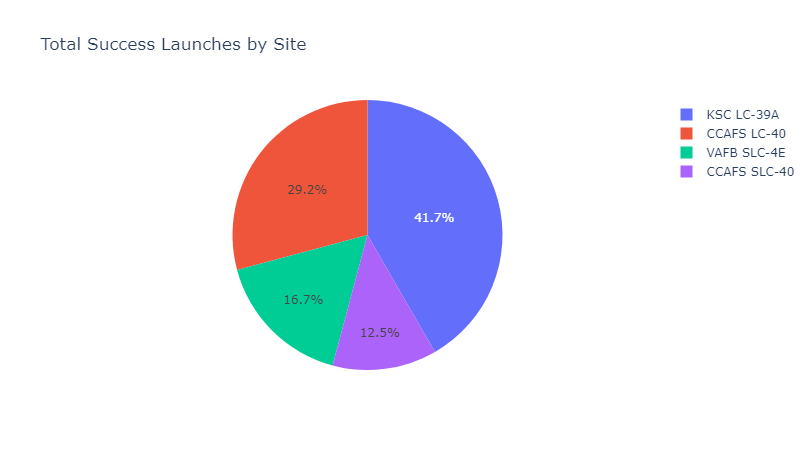 Total Success Launches by Site
KSC LC-39A
CCAFS LC-40
VAFB SLC-4E
CCAFS SLC-40
29.2%
41.7%
16.7%
12.5%